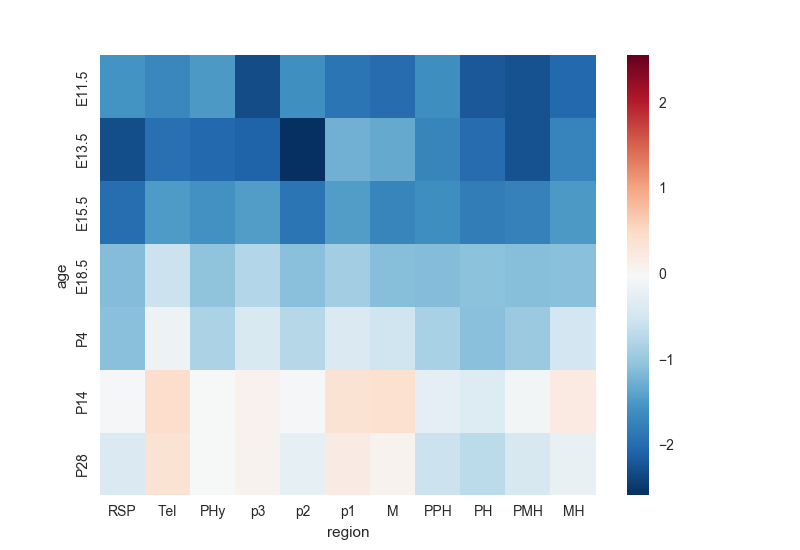 E11.5
E13.5
E15.5
E18.5
P4
P14
P28
age
RSP Tel PHy p3 p2 p1 M PPH PH PMH MH
region
2
1
0
−1
−2